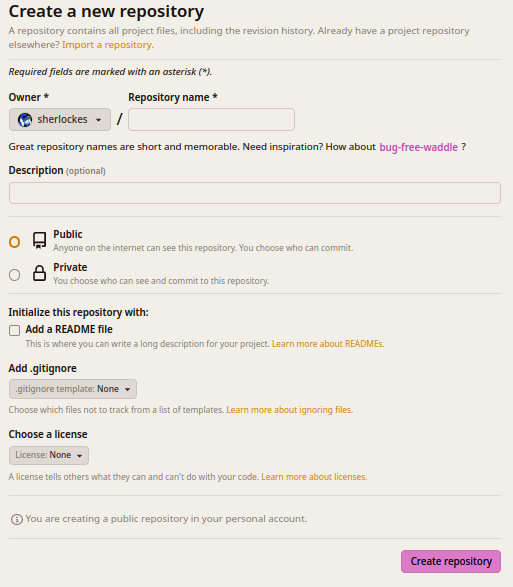 Create a new repository
A repository contains all project files, including the revision history. Already have a project repository
elsewhere? Import a repository.
Required fields are marked with an asterisk (*).
Owner * Repository name *
sherlockes /
Great repository names are short and memorable. Need inspiration? How about bug-free-waddle ?
Description (optional)
Public
Anyone on the internet can see this repository. You choose who can commit.
Private
You choose who can see and commit to this repository.
Initialize this repository with:
Add a README file
This is where you can write a long description for your project. Learn more about READMEs.
Add .gitignore
.gitignore template: None
Choose which files not to track from a list of templates. Learn more about ignoring files.
Choose a license
License: None
A license tells others what they can and can't do with your code. Learn more about licenses.
You are creating a public repository in your personal account.
Create repository